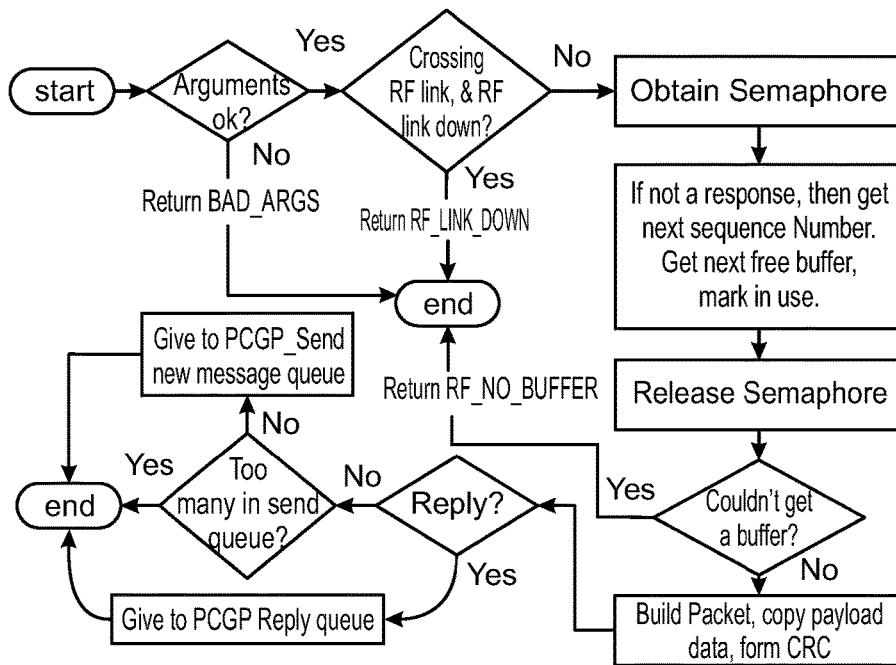 start
Arguments
ok?
Yes
No
Return BAD_ARGS
Crossing
RF link, & RF
link down?
No
Yes
Return RF_LINK_DOWN
end
Obtain Semaphore
If not a response, then get
next sequence Number.
Get next free buffer,
mark in use.
Release Semaphore
Couldn't get
a buffer?
Yes
Return RF_NO_BUFFER
No
Build Packet, copy payload
data, form CRC
Reply?
No
Yes
Too
many in send
queue?
No
Yes
Give to PCGP_Send
new message queue
end
Give to PCGP Reply queue